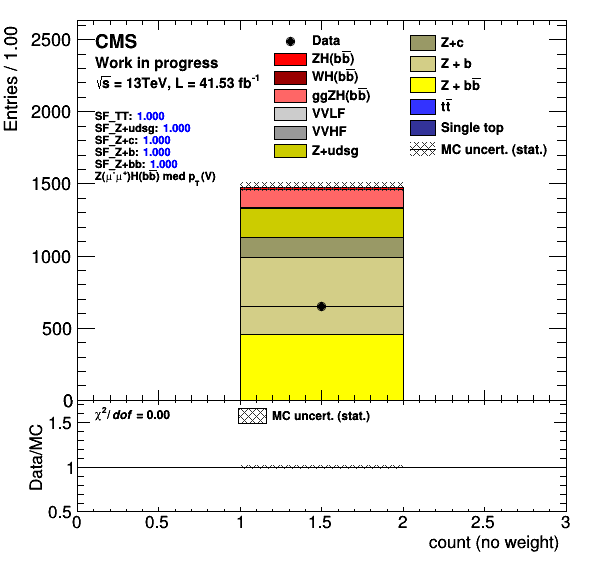 Entries / 1.00
2500
2000
1500
1000
500
0
CMS
Work in progress
√s = 13TeV, L = 41.53 fb⁻¹
SF_TT: 1.000
SF_Z+udsg: 1.000
SF_Z+c: 1.000
SF_Z+b: 1.000
SF_Z+bb: 1.000
Z(μ⁻μ⁺)H(bb̅) med p_T(V)
Data
ZH(bb̅)
WH(bb̅)
ggZH(bb̅)
VVLF
VVHF
Z+udsg
Z+c
Z + b
Z + bb̅
tt̅
Single top
MC uncert. (stat.)
Data/MC
1.5
1
0.5
χ²/dof = 0.00
MC uncert. (stat.)
0 0.5 1 1.5 2 2.5 3
count (no weight)